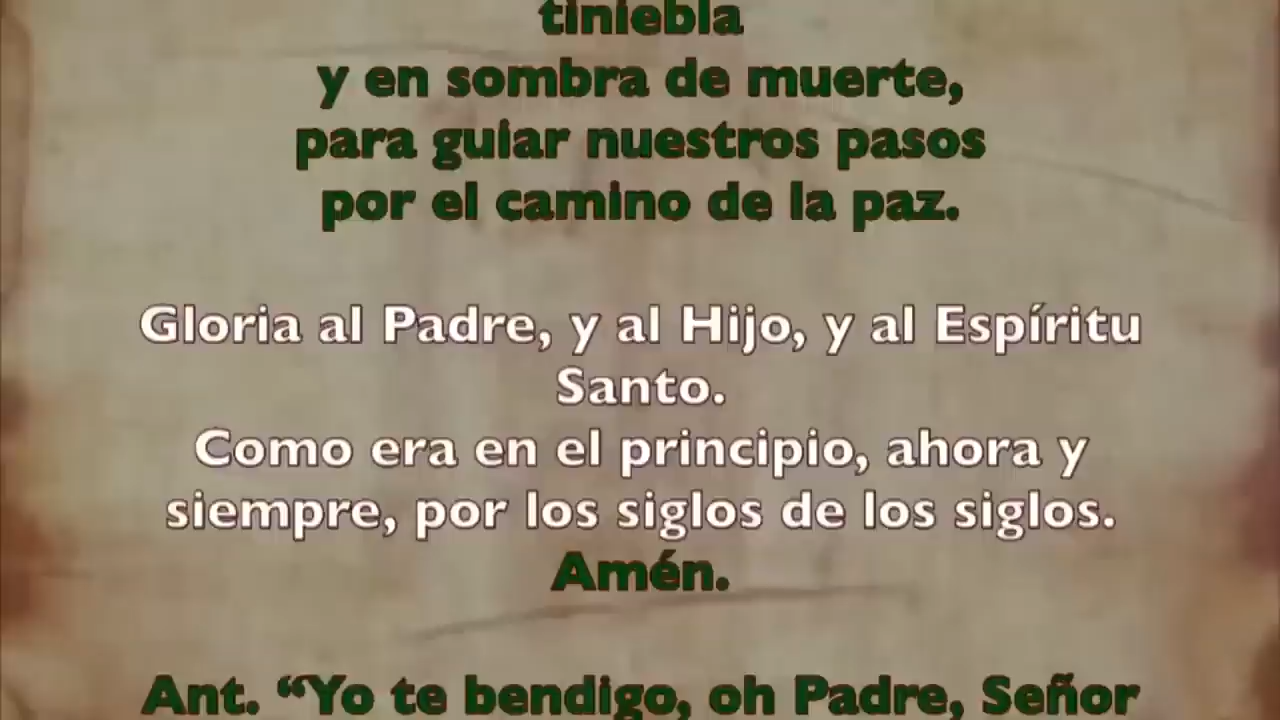 tiniebla
y en sombra de muerte,
para guiar nuestros pasos
por el camino de la paz.
Gloria al Padre, y al Hijo, y al Espíritu
Santo.
Como era en el principio, ahora y
siempre, por los siglos de los siglos.
Amén.
Ant. “Yo te bendigo, oh Padre, Señor